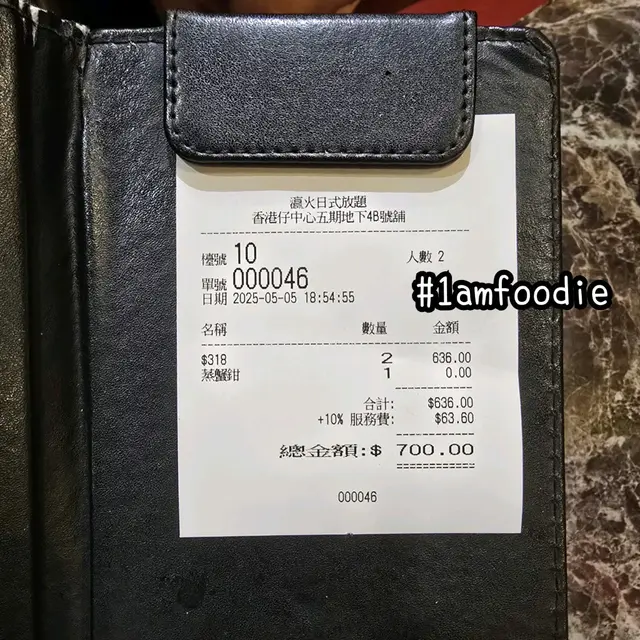 瀛火日式放題
香港仔中心五期地下4B號舖
檯號 10
人數 2
單號 000046
日期 2025-05-05 18:54:55
#1amfoodie
名稱 數量 金額
$318 2 636.00
蒸蟹鉗 1 0.00
合計: $636.00
+10% 服務費: $63.60
總金額:$ 700.00
000046